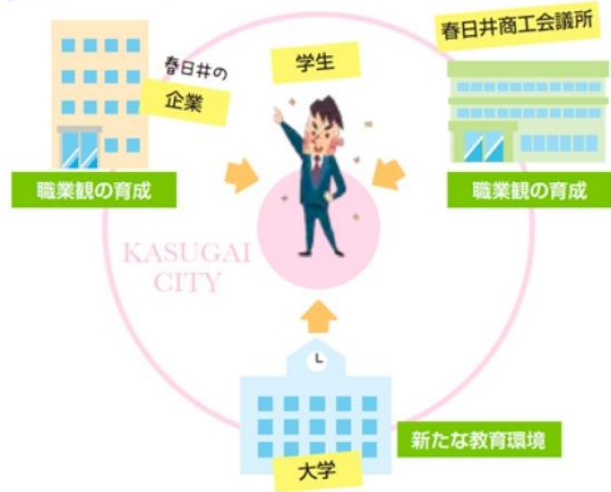 春日井商工会議所
学生
春日井の
企業
職業観の育成
職業観の育成
KASUGAI
CITY
新たな教育環境
大学